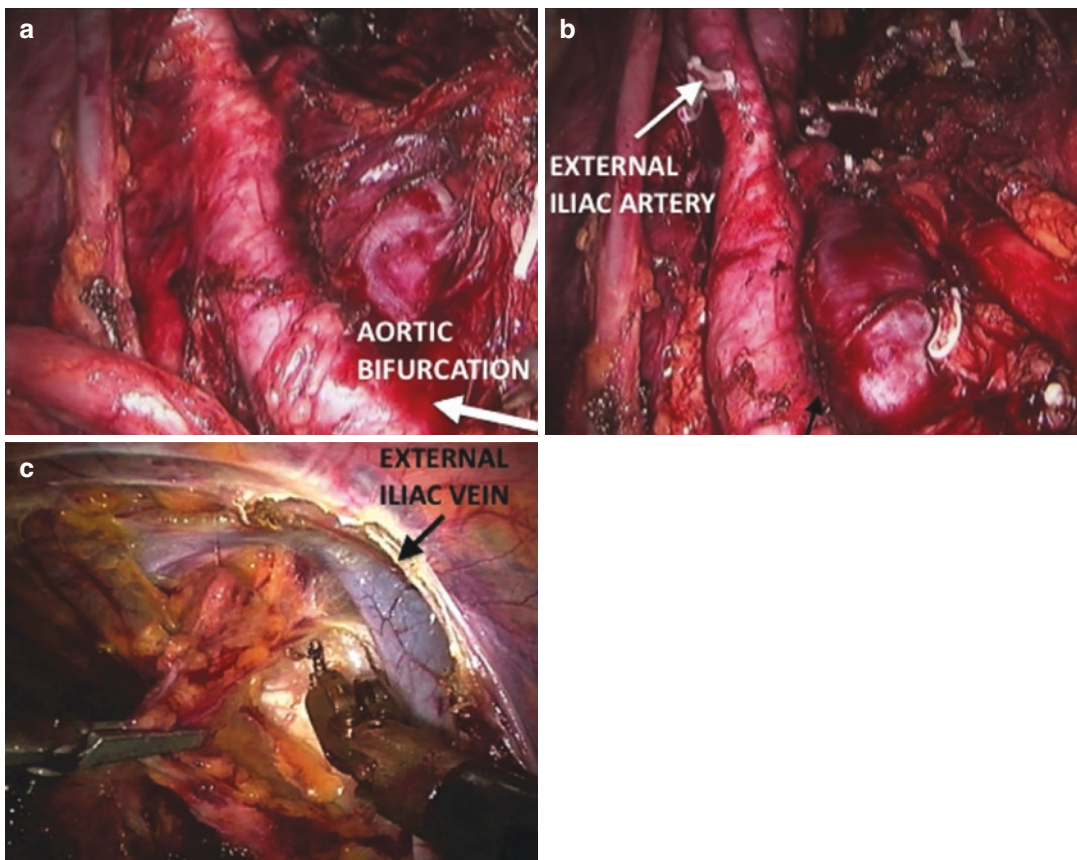 a
AORTIC
BIFURCATION
b
EXTERNAL
ILIAC ARTERY
c
EXTERNAL
ILIAC VEIN